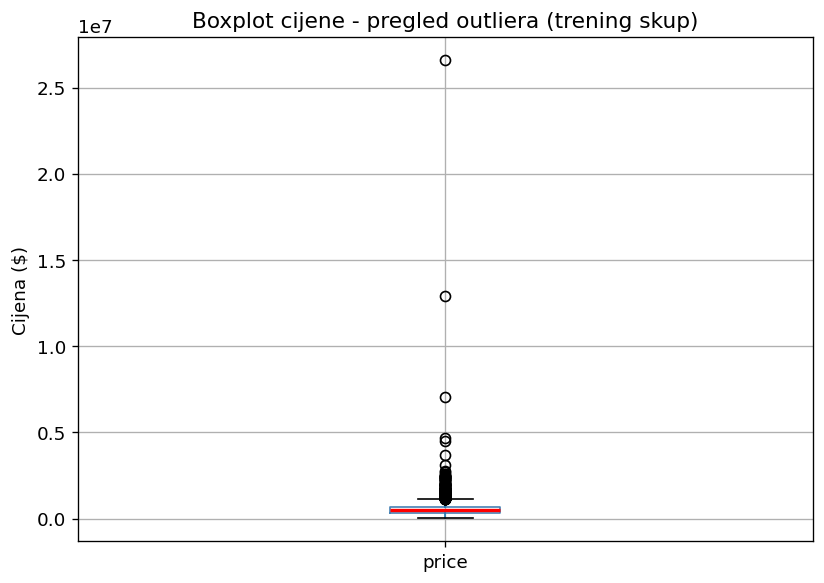 Boxplot cijene - pregled outliera (trening skup)
1e7
2.5
2.0
1.5
1.0
0.5
0.0
Cijena ($)
price